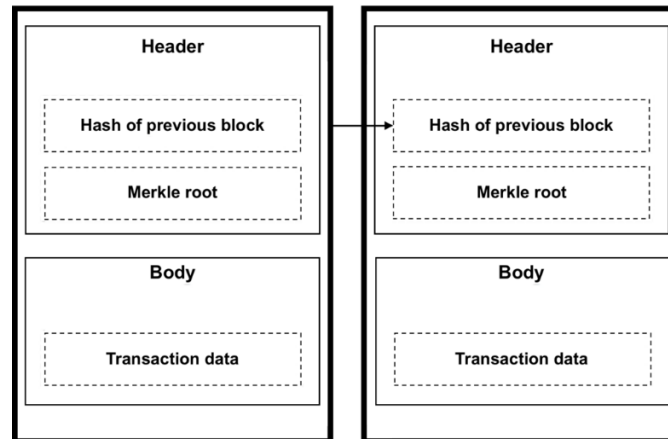 Header
Hash of previous block
Merkle root
Body
Transaction data
Header
Hash of previous block
Merkle root
Body
Transaction data